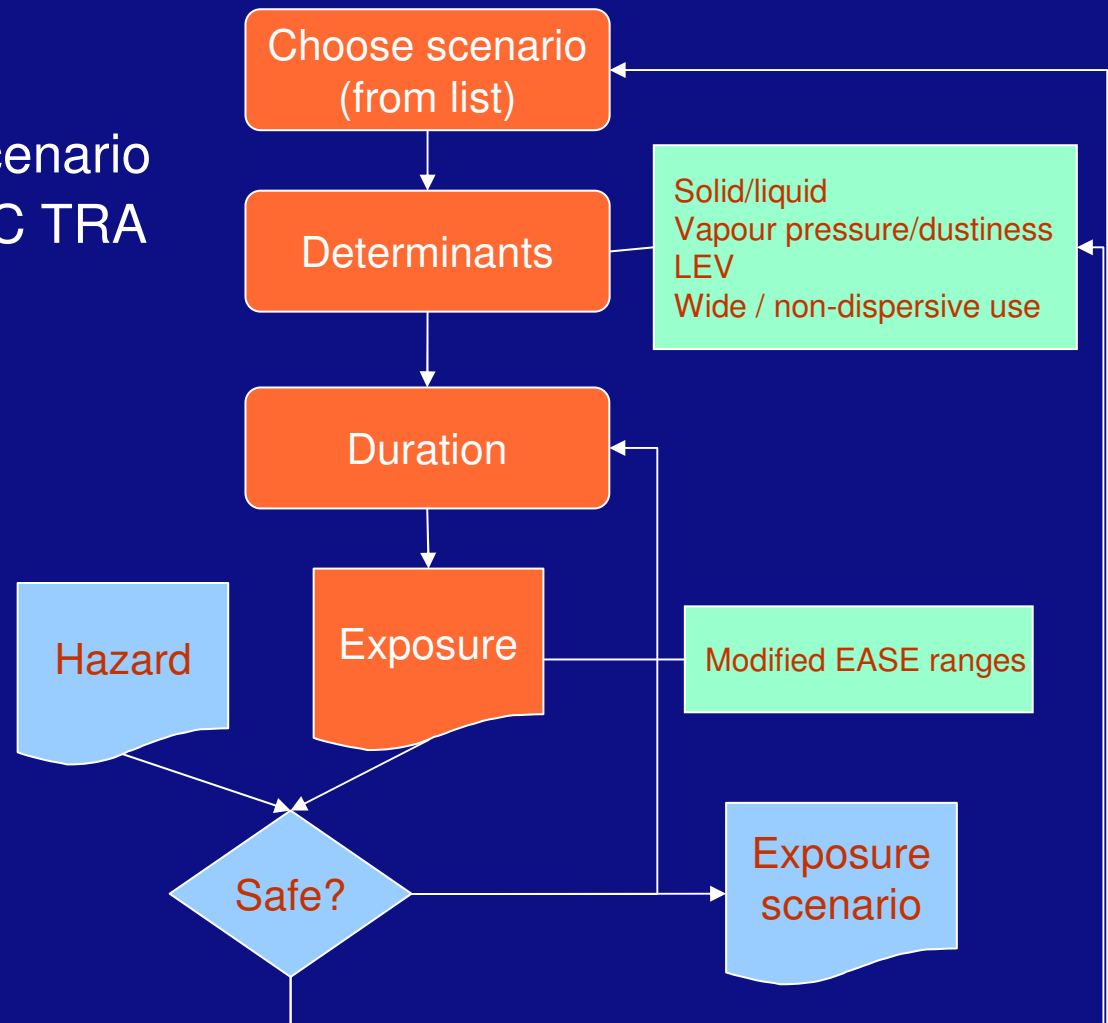 Choose scenario
(from list)
C TRA
Determinants
Solid/liquid
Vapour pressure/dustiness
LEV
Wide / non-dispersive use
Duration
Hazard
Exposure
Modified EASE ranges
Safe?
Exposure
scenario